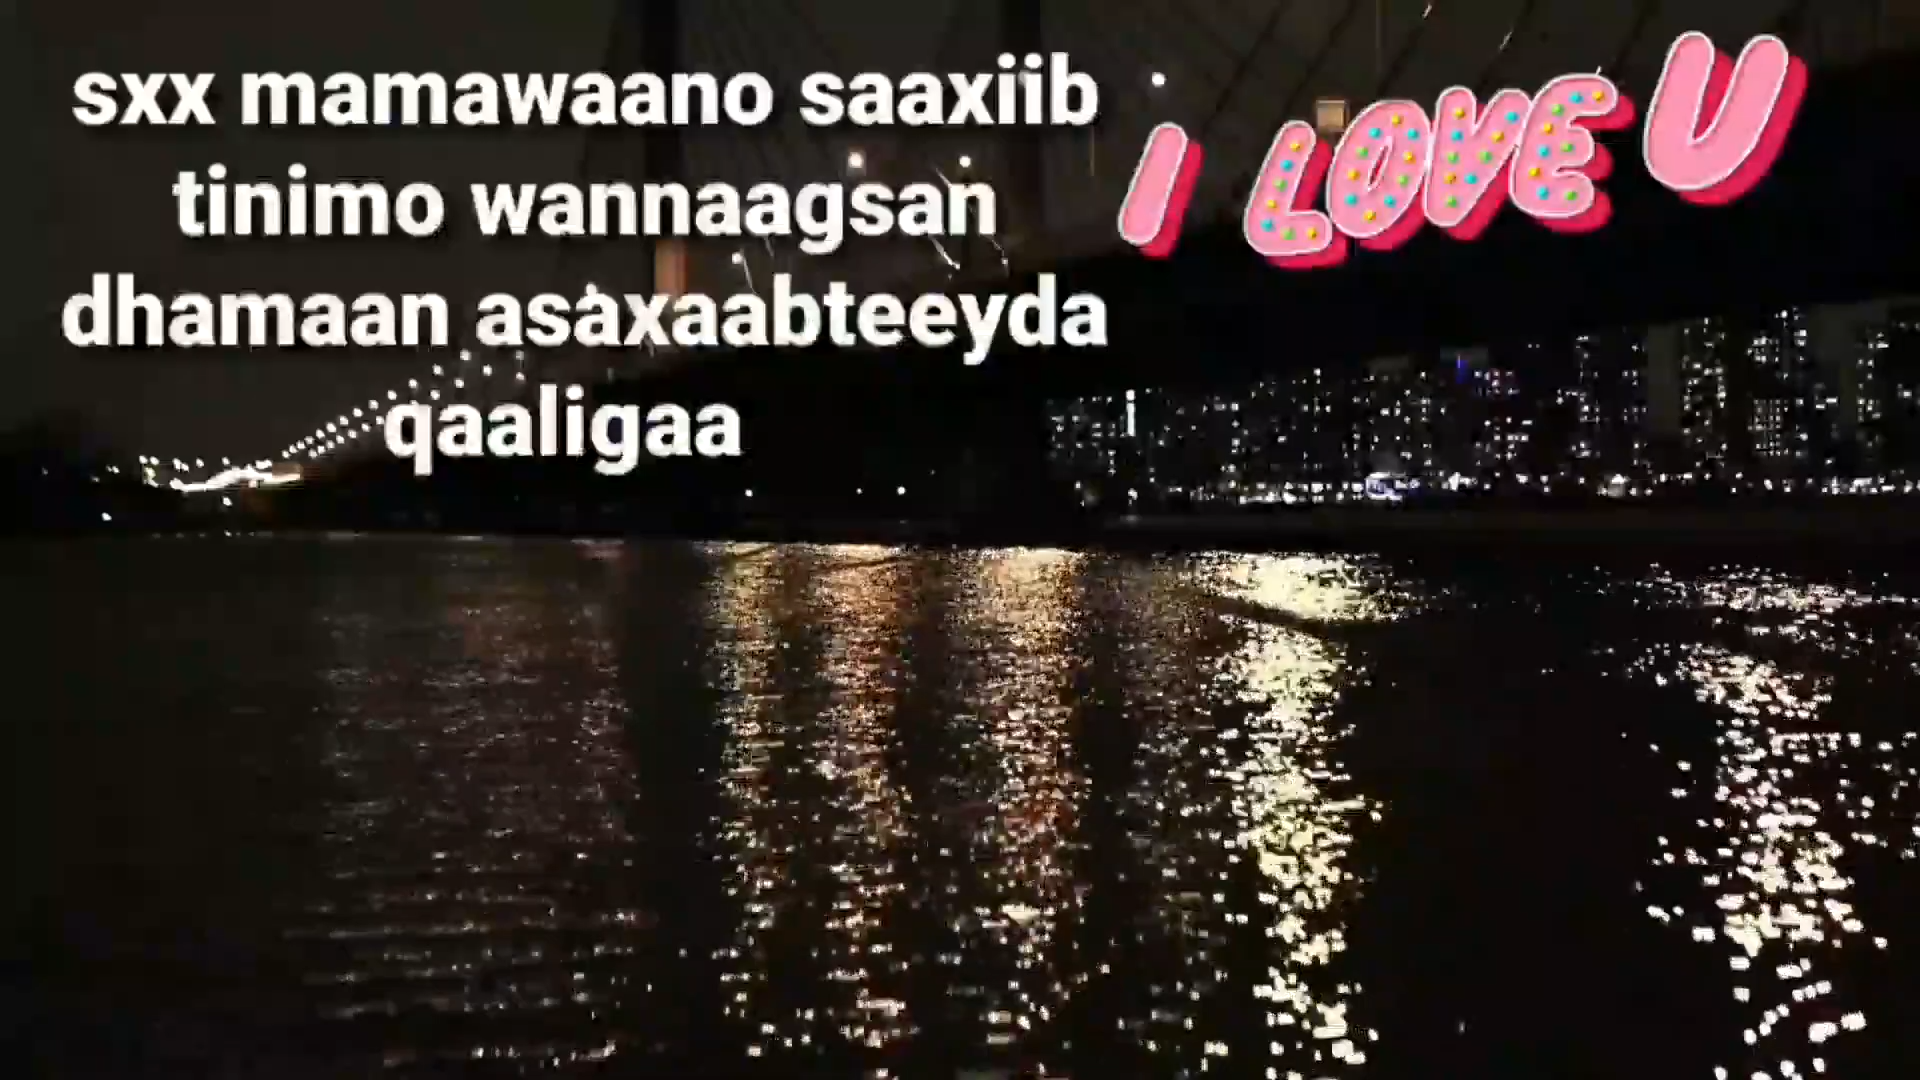 sxx mamawaano saaxiib
tinimo wannaagsan
dhamaan asaxaabteeyda
qaaligaa
I LOVE U